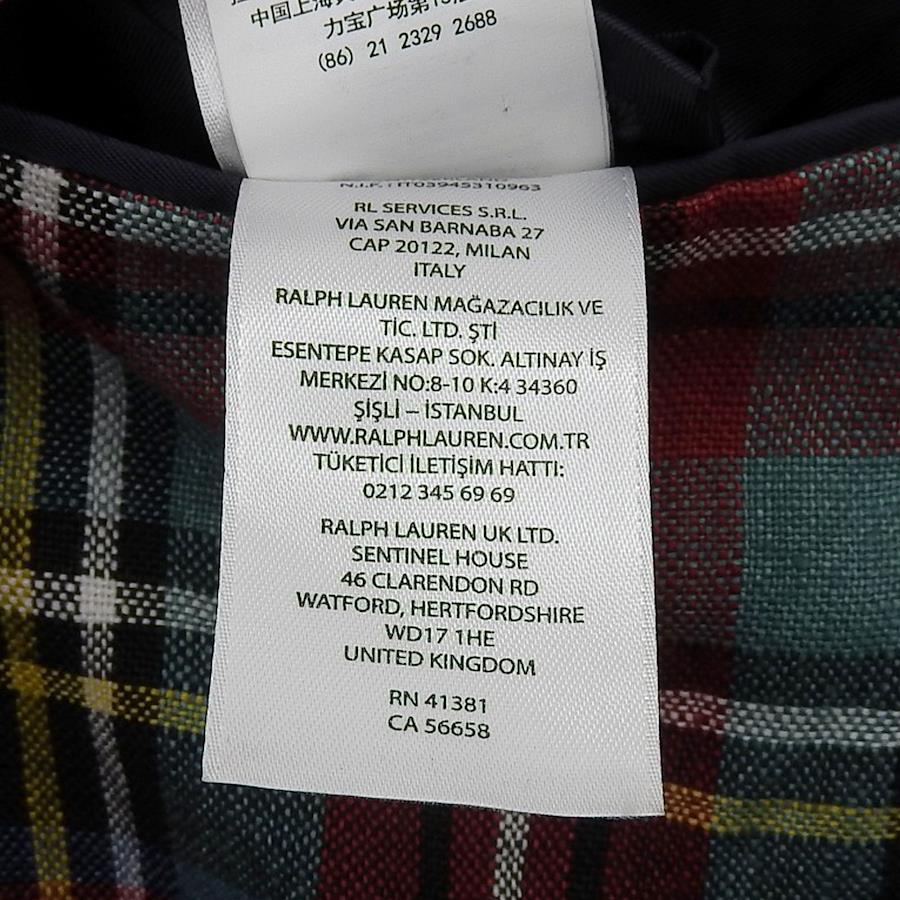 中国上海
力宝广场第
(86) 21 2329 2688
N.I.F.: IT03945310963
RL SERVICES S.R.L.
VIA SAN BARNABA 27
CAP 20122, MILAN
ITALY
RALPH LAUREN MAĞAZACILIK VE
TİC. LTD. ŞTİ
ESENTEPE KASAP SOK. ALTINAY İŞ
MERKEZİ NO:8-10 K:4 34360
ŞİŞLİ – İSTANBUL
WWW.RALPHLAUREN.COM.TR
TÜKETİCİ İLETİŞİM HATTI:
0212 345 69 69
RALPH LAUREN UK LTD.
SENTINEL HOUSE
46 CLARENDON RD
WATFORD, HERTFORDSHIRE
WD17 1HE
UNITED KINGDOM
RN 41381
CA 56658